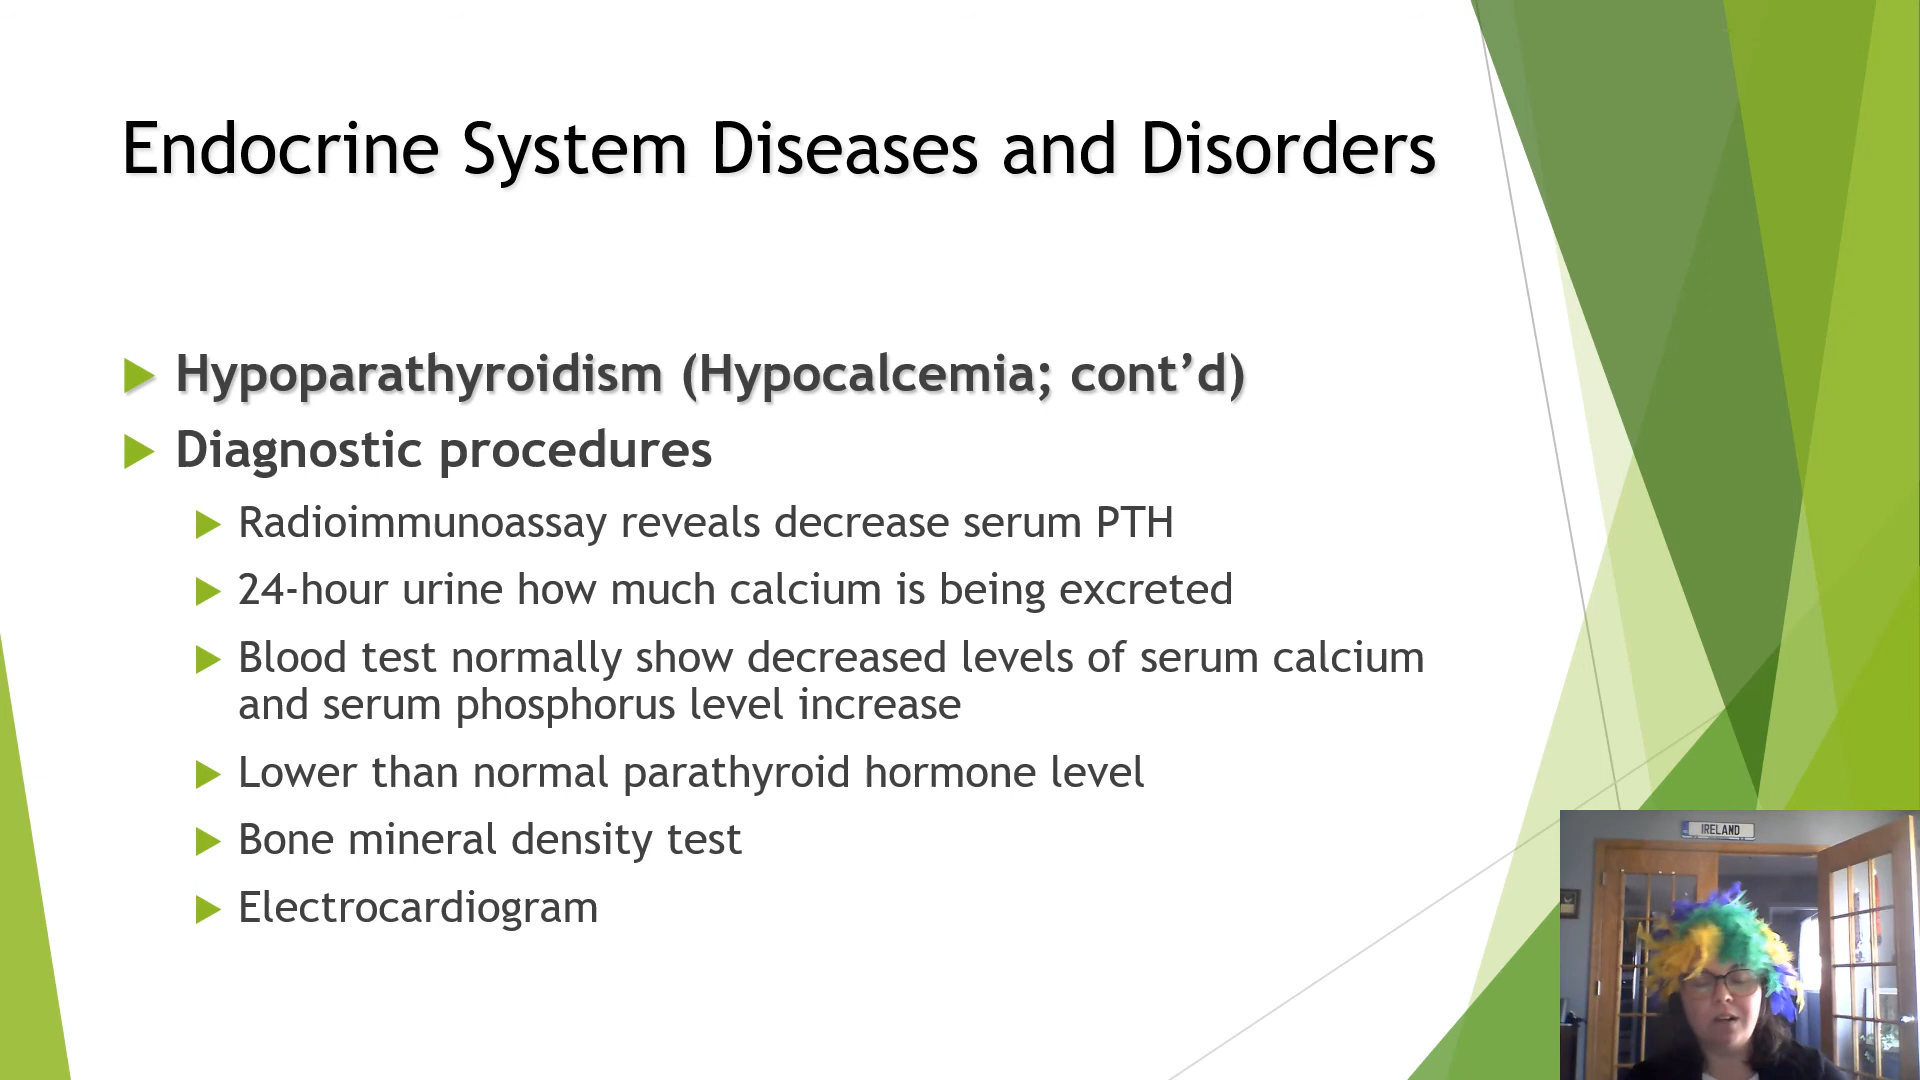 Endocrine System Diseases and Disorders
Hypoparathyroidism (Hypocalcemia; cont’d)
Diagnostic procedures
Radioimmunoassay reveals decrease serum PTH
24-hour urine how much calcium is being excreted
Blood test normally show decreased levels of serum calcium
and serum phosphorus level increase
Lower than normal parathyroid hormone level
Bone mineral density test
Electrocardiogram
IRELAND